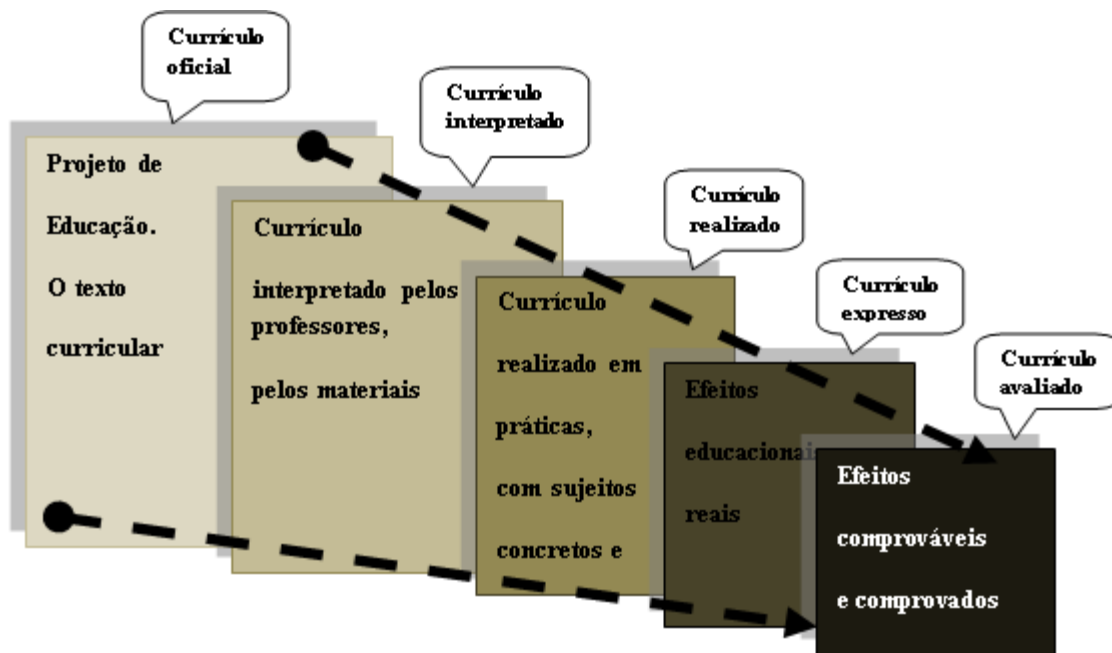 Currículo
oficial
Projeto de
Educação.
O texto
curricular
Currículo
interpretado
Currículo
interpretado pelos
professores,
pelos materiais
Currículo
realizado
Currículo
realizado em
práticas,
com sujeitos
concretos e
Currículo
expresso
Efeitos
educacionais
reais
Currículo
avaliado
Efeitos
comprováveis
e comprovados